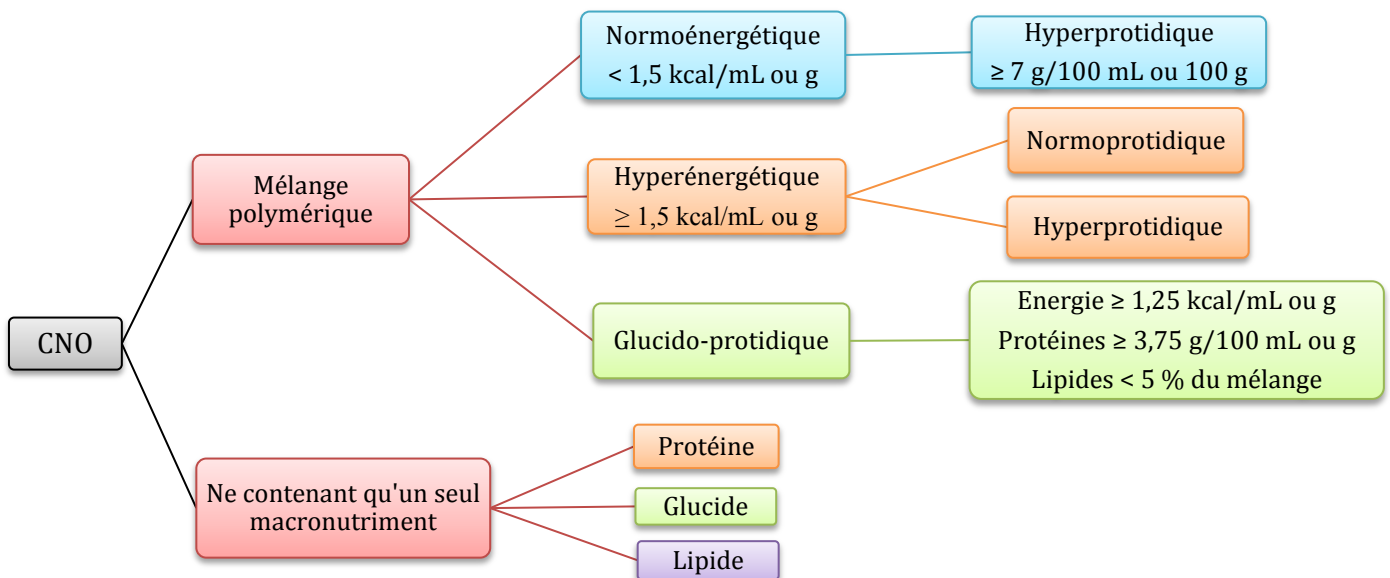 CNO
Mélange
polymérique
Normoénergétique
< 1,5 kcal/mL ou g
Hyperprotidique
≥ 7 g/100 mL ou 100 g
Hyperénergétique
≥ 1,5 kcal/mL ou g
Normoprotidique
Hyperprotidique
Glucido-protidique
Energie ≥ 1,25 kcal/mL ou g
Protéines ≥ 3,75 g/100 mL ou g
Lipides < 5 % du mélange
Ne contenant qu'un seul
macronutriment
Protéine
Glucide
Lipide